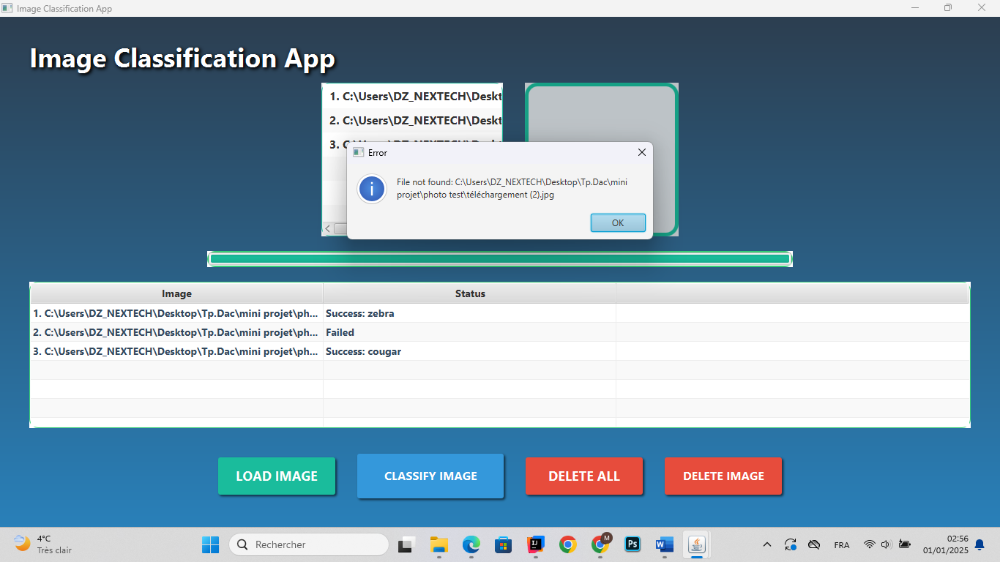 Image Classification App
Image Classification App
1. C:\Users\DZ_NEXTECH\Deskt
2. C:\Users\DZ_NEXTECH\Deskt
3. C
Error
File not found: C:\Users\DZ_NEXTECH\Desktop\Tp.Dac\mini
projet\photo test\téléchargement (2).jpg
OK
Image Status
1. C:\Users\DZ_NEXTECH\Desktop\Tp.Dac\mini projet\ph... Success: zebra
2. C:\Users\DZ_NEXTECH\Desktop\Tp.Dac\mini projet\ph... Failed
3. C:\Users\DZ_NEXTECH\Desktop\Tp.Dac\mini projet\ph... Success: cougar
LOAD IMAGE CLASSIFY IMAGE DELETE ALL DELETE IMAGE
4°C
Très clair
Rechercher
M
Ps
W
FRA
02:56
01/01/2025